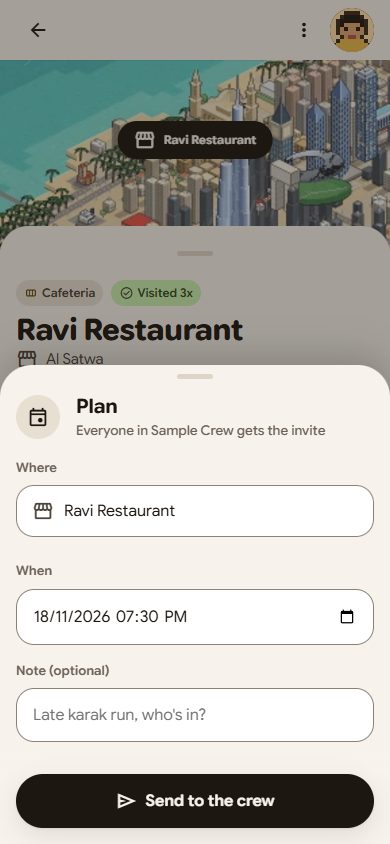 Ravi Restaurant
Cafeteria
Visited 3x
Ravi Restaurant
Al Satwa
Plan
Everyone in Sample Crew gets the invite
Where
Ravi Restaurant
When
18/11/2026 07:30 PM
Note (optional)
Late karak run, who's in?
Send to the crew